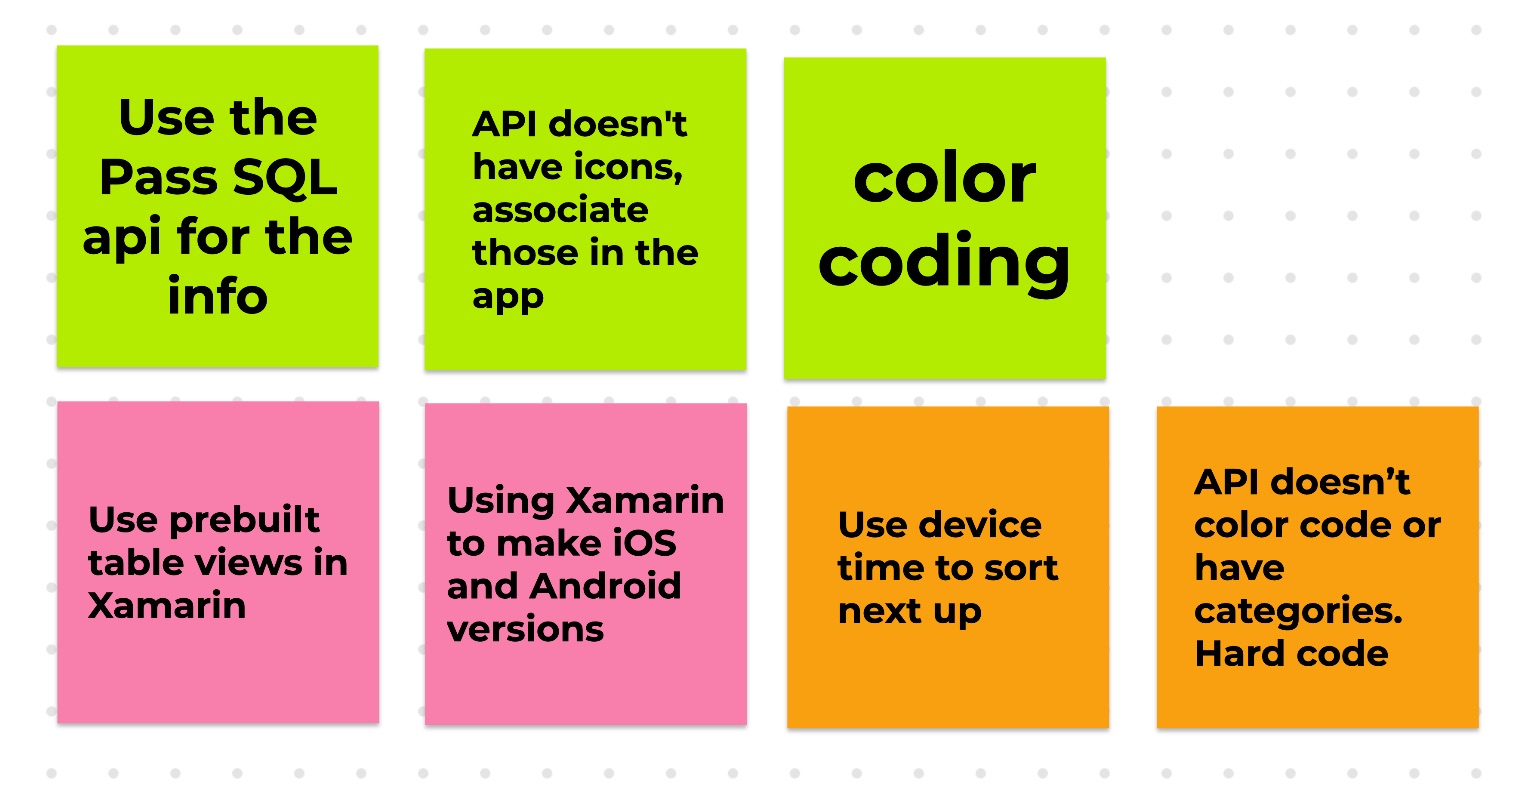 Use the
Pass SQL
api for the
info
API doesn't
have icons,
associate
those in the
app
color
coding
Use prebuilt
table views in
Xamarin
Using Xamarin
to make iOS
and Android
versions
Use device
time to sort
next up
API doesn’t
color code or
have
categories.
Hard code